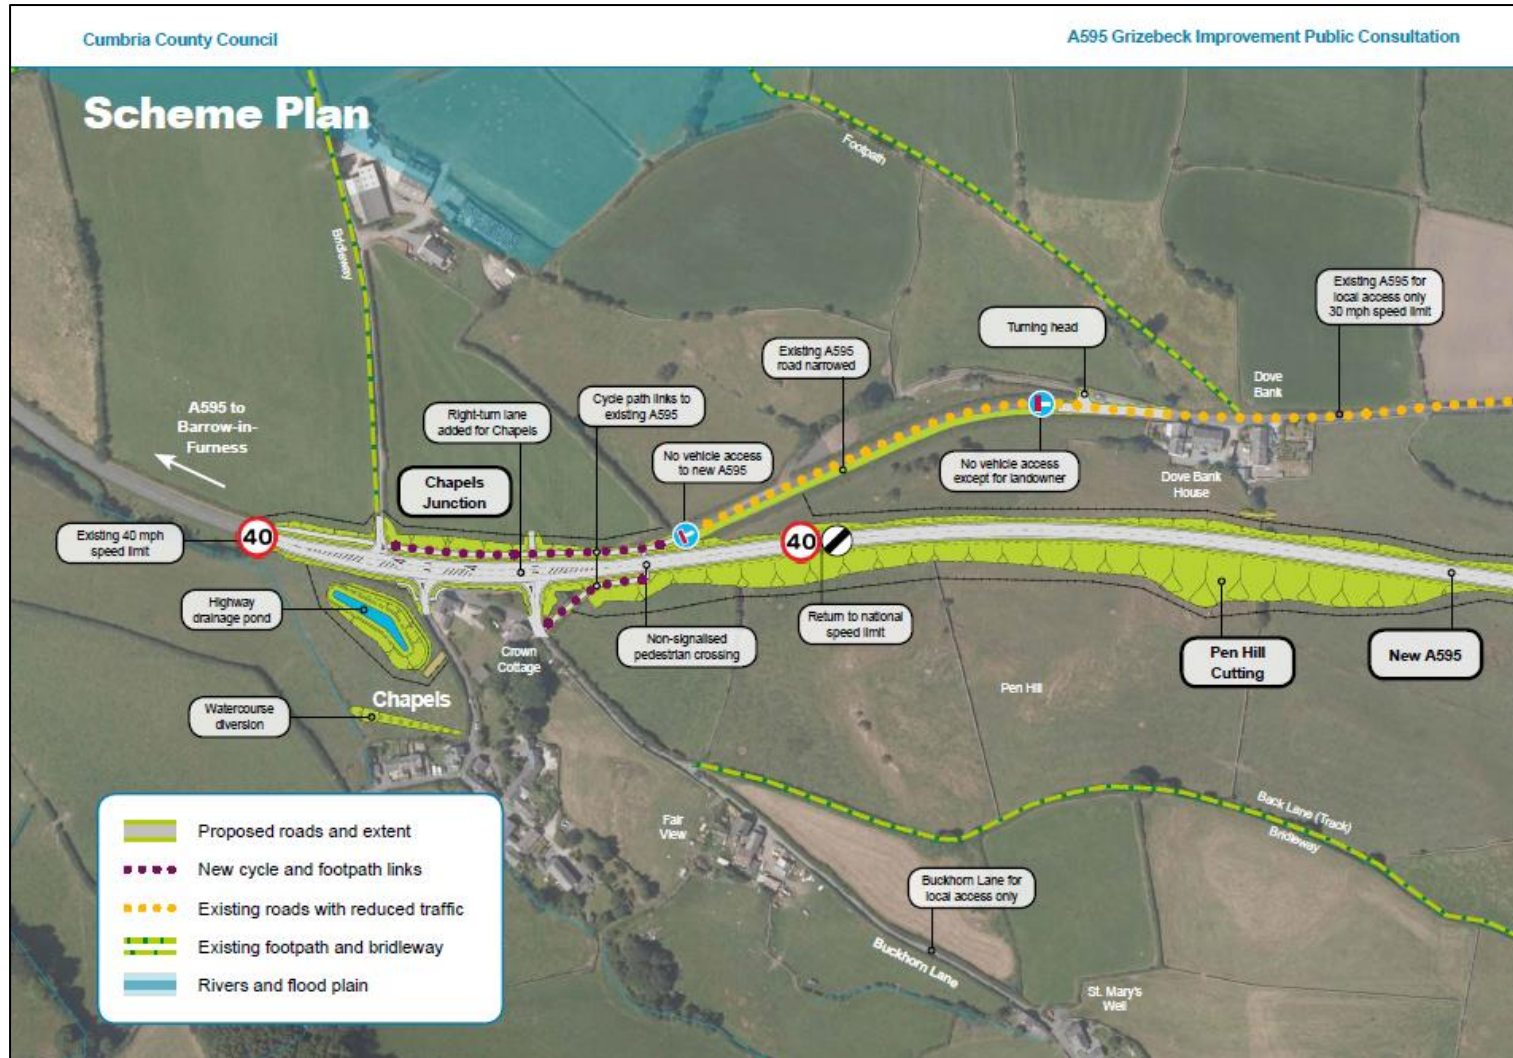 Cumbria County Council
A595 Grizebeck Improvement Public Consultation
Scheme Plan
Footpath
Bridleway
Existing A595 for
local access only
30 mph speed limit
Turning head
Existing A595
road narrowed
Dove
Bank
Cycle path links to
existing A595
A595 to
Barrow-in-
Furness
Right-turn lane
added for Chapels
No vehicle access
to new A595
No vehicle access
except for landowner
Dove Bank
House
Chapels
Junction
Existing 40 mph
speed limit
40
40
Highway
drainage pond
Return to national
speed limit
Non-signalised
pedestrian crossing
Crown
Cottage
Pen Hill
Cutting
New A595
Pen Hill
Chapels
Watercourse
diversion
Back Lane (Track)
Bridleway
Fair
View
Buckhorn Lane for
local access only
Buckhorn Lane
St. Mary's
Well
Proposed roads and extent
New cycle and footpath links
Existing roads with reduced traffic
Existing footpath and bridleway
Rivers and flood plain